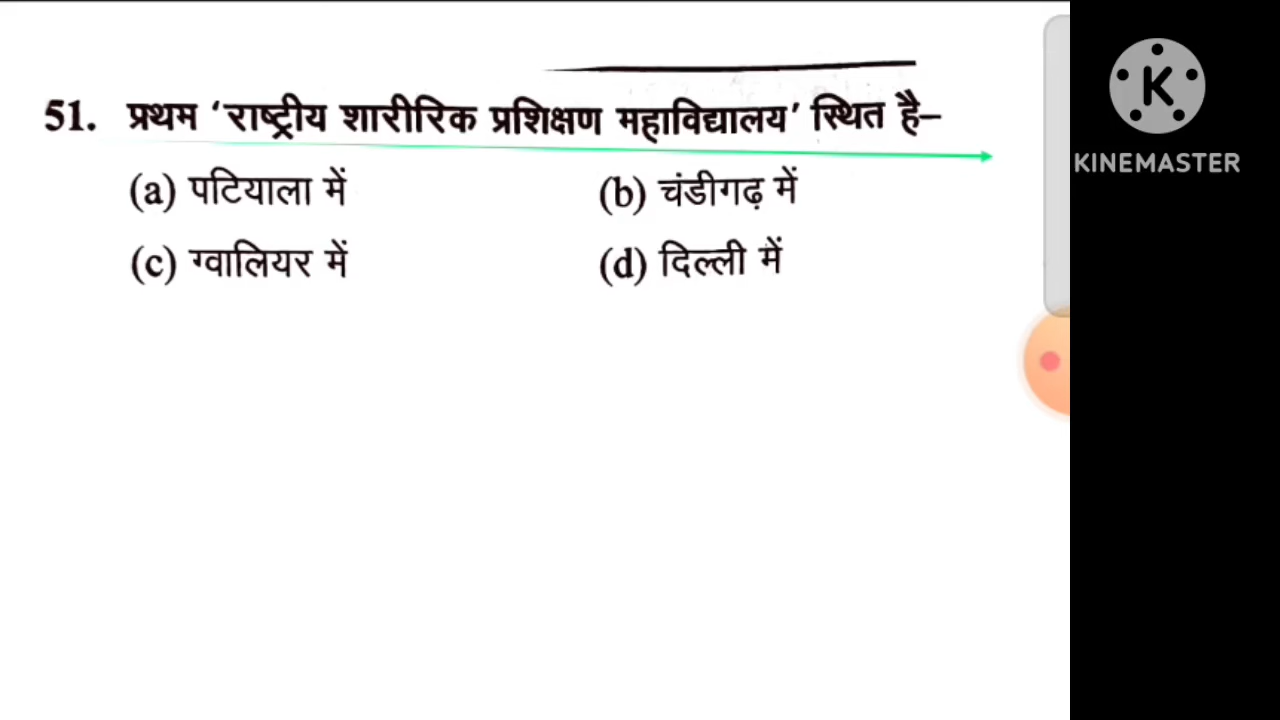 51. प्रथम ‘राष्ट्रीय शारीरिक प्रशिक्षण महाविद्यालय’ स्थित है–
(a) पटियाला में (b) चंडीगढ़ में
(c) ग्वालियर में (d) दिल्ली में
K
KINEMASTER